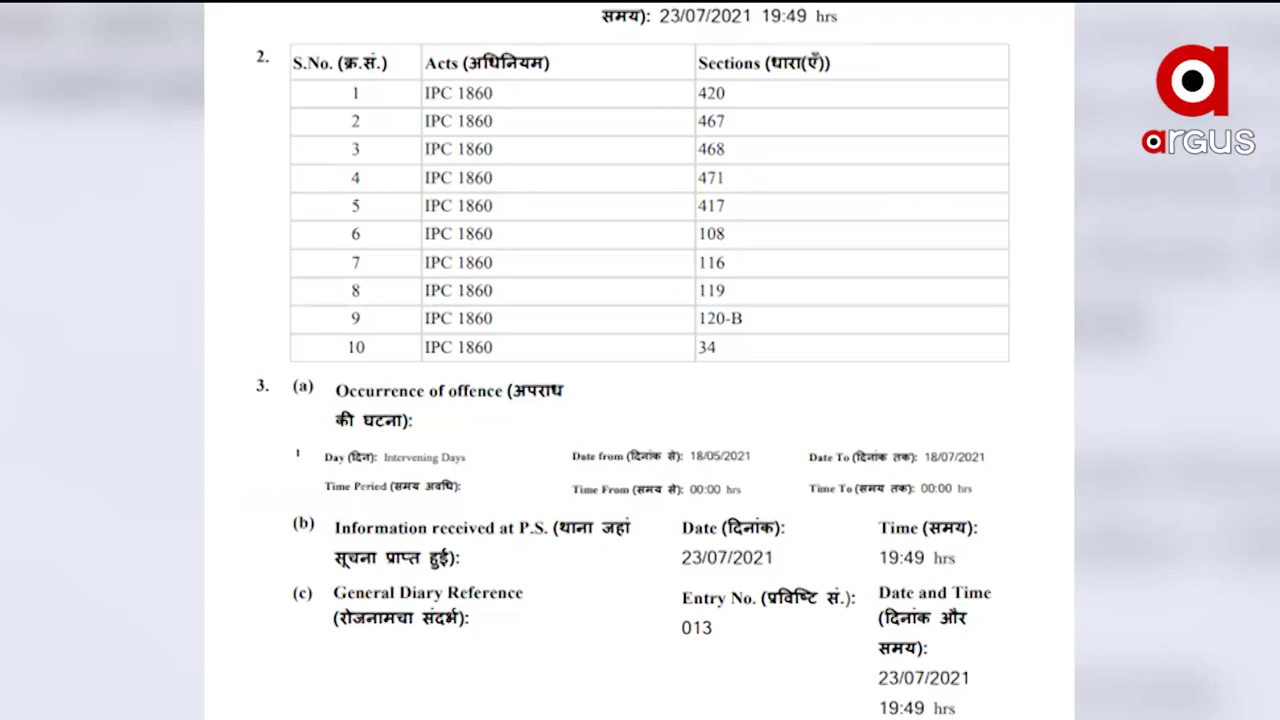 समय): 23/07/2021 19:49 hrs
argus
2. S.No. (क्र.सं.) Acts (अधिनियम) Sections (धारा(एँ))
1 IPC 1860 420
2 IPC 1860 467
3 IPC 1860 468
4 IPC 1860 471
5 IPC 1860 417
6 IPC 1860 108
7 IPC 1860 116
8 IPC 1860 119
9 IPC 1860 120-B
10 IPC 1860 34
3. (a) Occurrence of offence (अपराध
की घटना):
1 Day (दिन): Intervening Days Date from (दिनांक से): 18/05/2021 Date To (दिनांक तक): 18/07/2021
Time Period (समय अवधि): Time From (समय से): 00:00 hrs Time To (समय तक): 00:00 hrs
(b) Information received at P.S. (थाना जहां Date (दिनांक): Time (समय):
सूचना प्राप्त हुई): 23/07/2021 19:49 hrs
(c) General Diary Reference Entry No. (प्रविष्टि सं.): Date and Time
(रोजनामचा संदर्भ): 013 (दिनांक और
समय):
23/07/2021
19:49 hrs